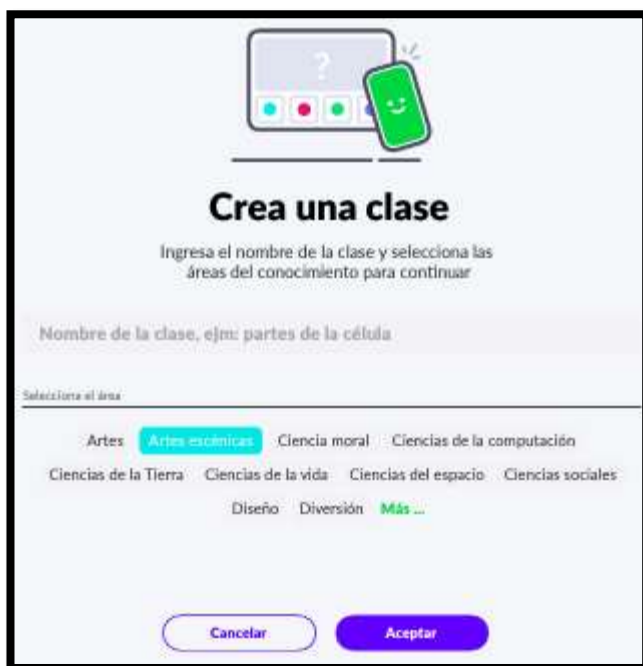 ?
Crea una clase
Ingresa el nombre de la clase y selecciona las
áreas del conocimiento para continuar
Nombre de la clase, ejm: partes de la célula
Selecciona el área
Artes Artes escénicas Ciencia moral Ciencias de la computación
Ciencias de la Tierra Ciencias de la vida Ciencias del espacio Ciencias sociales
Diseño Diversión Más ...
Cancelar Aceptar